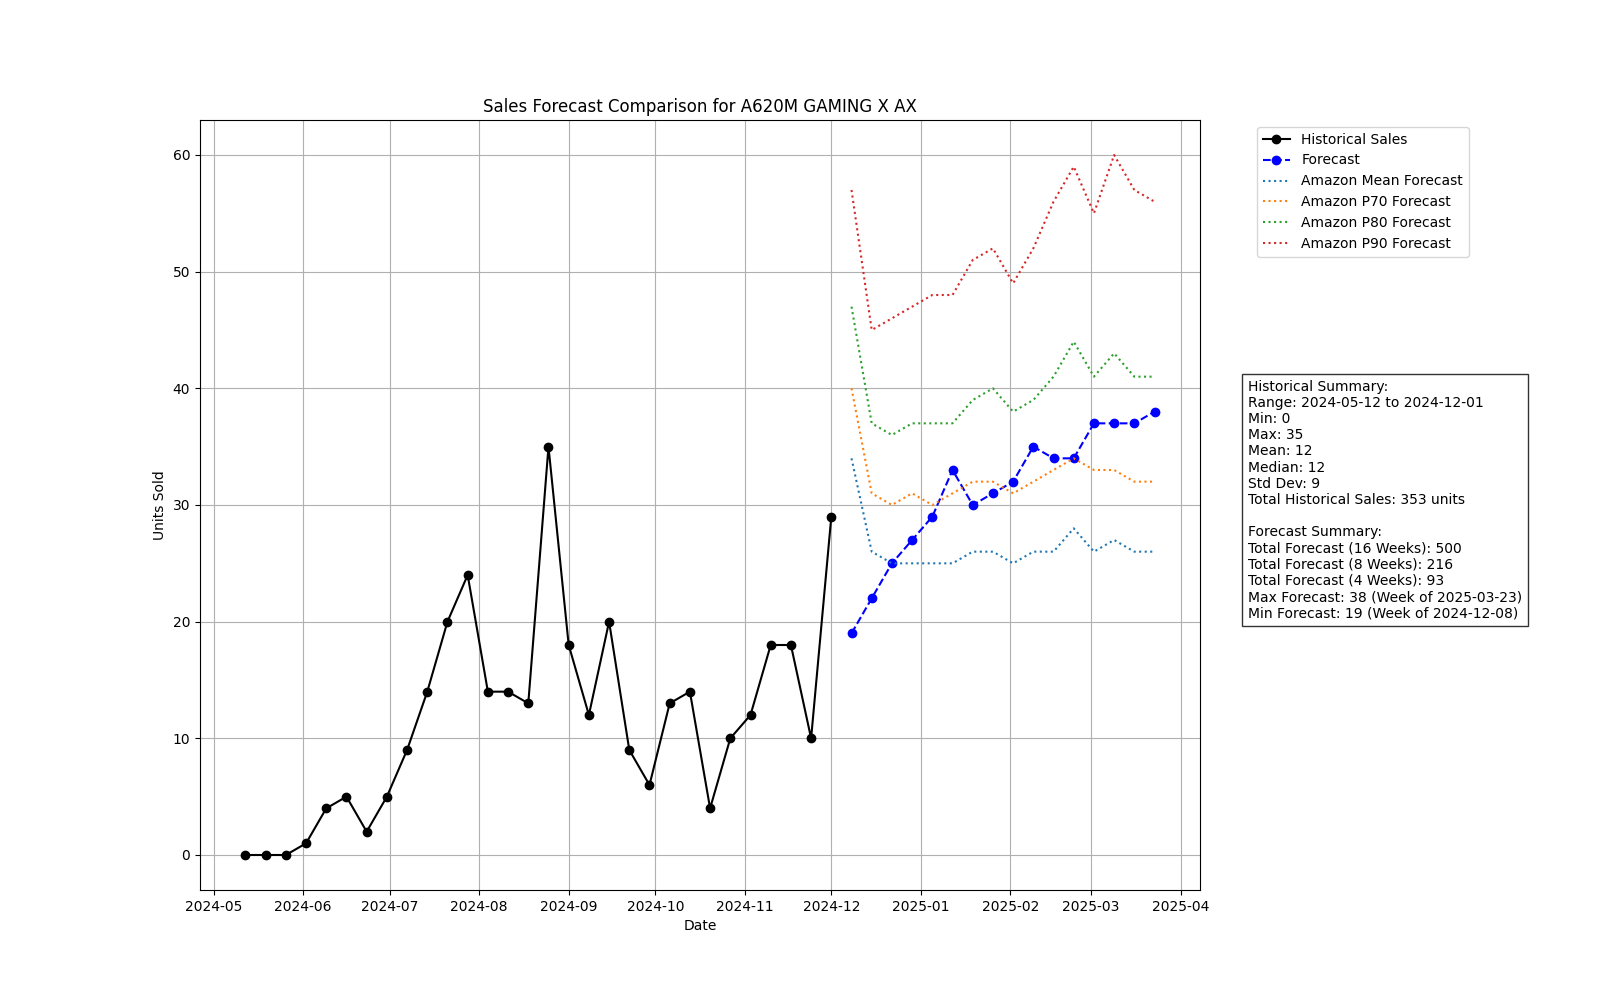 Sales Forecast Comparison for A620M GAMING X AX
Units Sold
60
50
40
30
20
10
0
2024-05
2024-06
2024-07
2024-08
2024-09
2024-10
2024-11
2024-12
2025-01
2025-02
2025-03
2025-04
Date
Historical Sales
Forecast
Amazon Mean Forecast
Amazon P70 Forecast
Amazon P80 Forecast
Amazon P90 Forecast
Historical Summary:
Range: 2024-05-12 to 2024-12-01
Min: 0
Max: 35
Mean: 12
Median: 12
Std Dev: 9
Total Historical Sales: 353 units
Forecast Summary:
Total Forecast (16 Weeks): 500
Total Forecast (8 Weeks): 216
Total Forecast (4 Weeks): 93
Max Forecast: 38 (Week of 2025-03-23)
Min Forecast: 19 (Week of 2024-12-08)